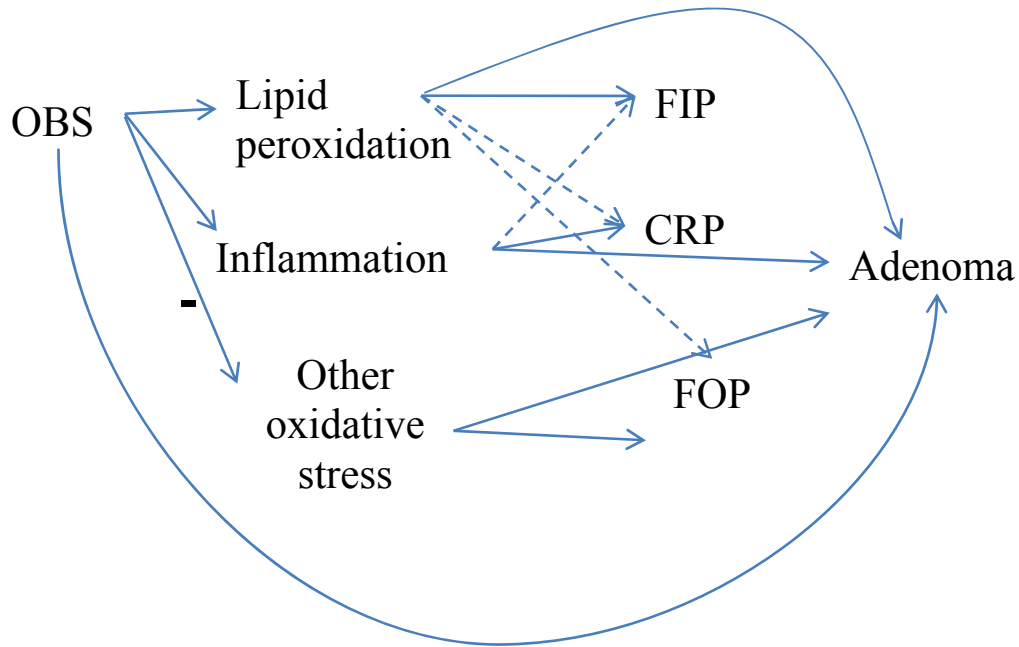 OBS
Lipid
peroxidation
FIP
Inflammation
CRP
Adenoma
-
Other
oxidative
stress
FOP